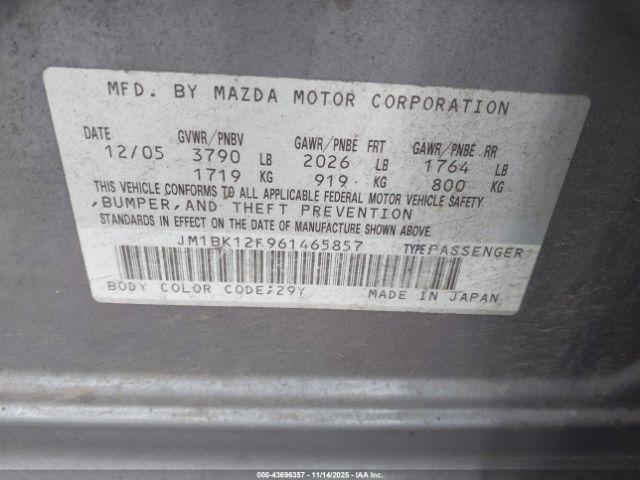 MFD. BY MAZDA MOTOR CORPORATION
DATE GVWR/PNBV GAWR/PNBE FRT GAWR/PNBE RR
12/05 3790 LB 2026 LB 1764 LB
1719 KG 919 KG 800 KG
THIS VEHICLE CONFORMS TO ALL APPLICABLE FEDERAL MOTOR VEHICLE SAFETY
,BUMPER,AND THEFT PREVENTION
STANDARDS IN EFFECT ON THE DATE OF MANUFACTURE SHOWN ABOVE.
JM1BK12F961465857 TYPE:PASSENGER
BODY COLOR CODE;29Y MADE IN JAPAN
000-43696357 - 11/14/2025 - IAAI.COM